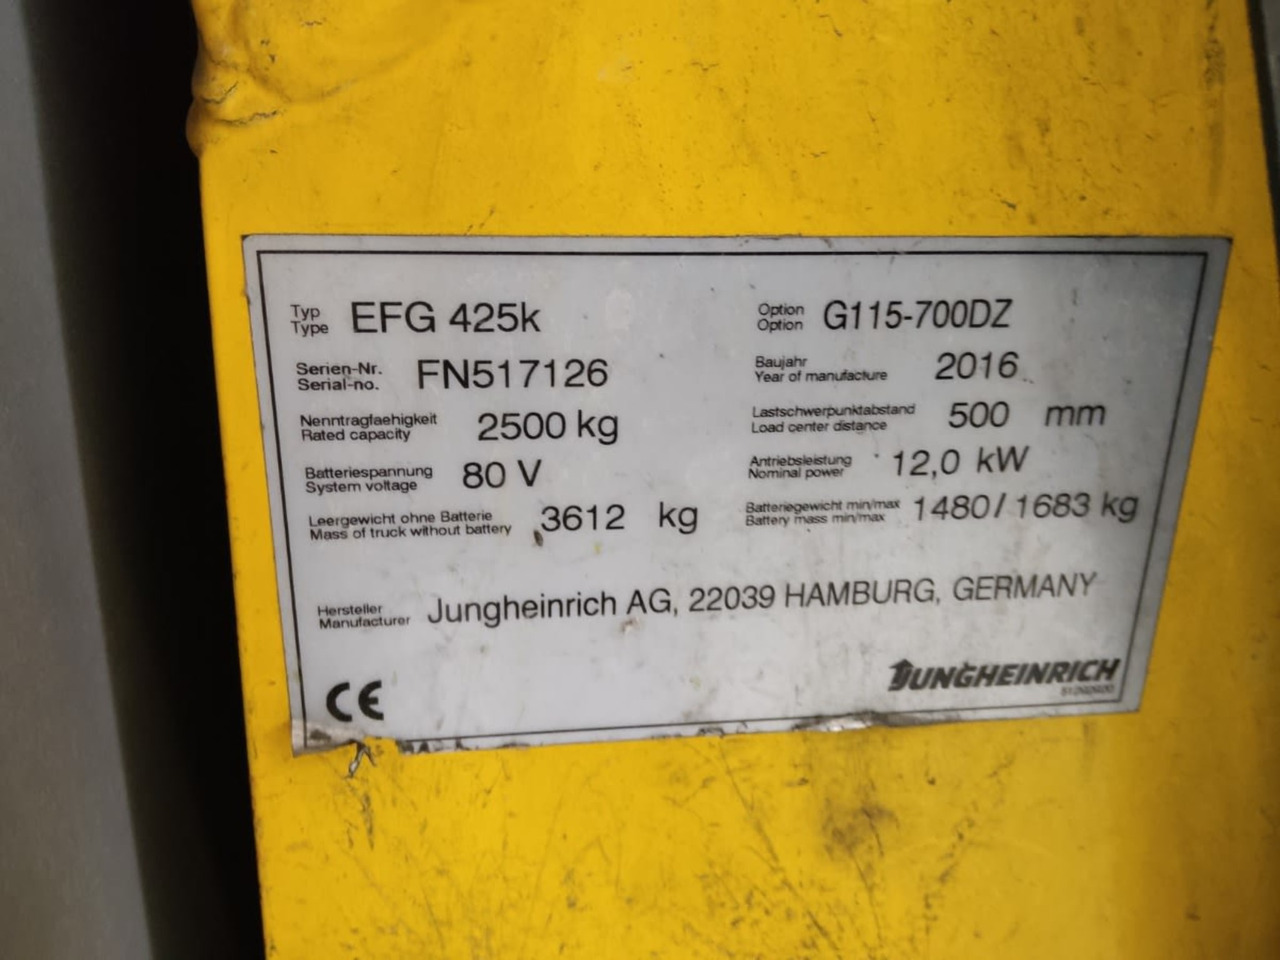 Typ
Type EFG 425k
Option
Option G115-700DZ
Serien-Nr.
Serial-no. FN517126
Baujahr
Year of manufacture 2016
Nenntragfaehigkeit
Rated capacity 2500 kg
Lastschwerpunktabstand
Load center distance 500 mm
Batteriespannung
System voltage 80 V
Antriebsleistung
Nominal power 12,0 kW
Leergewicht ohne Batterie
Mass of truck without battery 3612 kg
Batteriegewicht min/max
Battery mass min/max 1480/1683 kg
Hersteller
Manufacturer Jungheinrich AG, 22039 HAMBURG, GERMANY
CE
JUNGHEINRICH